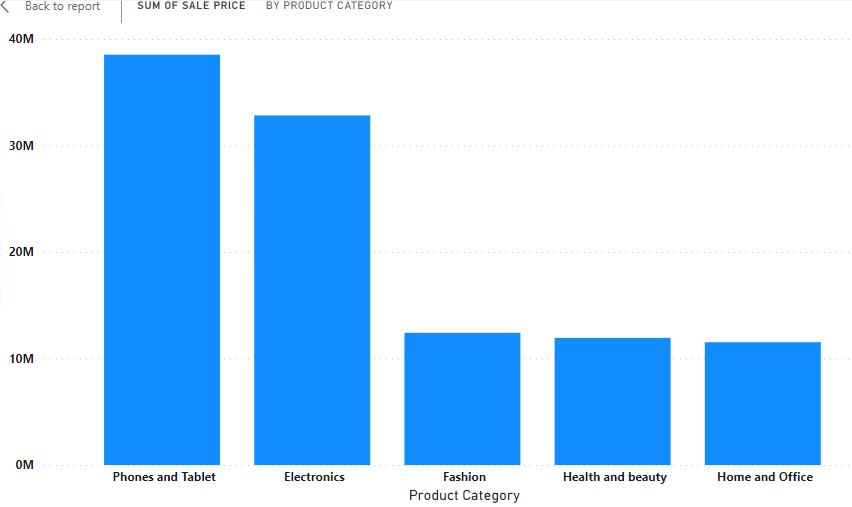 Back to report SUM OF SALE PRICE BY PRODUCT CATEGORY
40M
30M
20M
10M
0M
Phones and Tablet Electronics Fashion Health and beauty Home and Office
Product Category